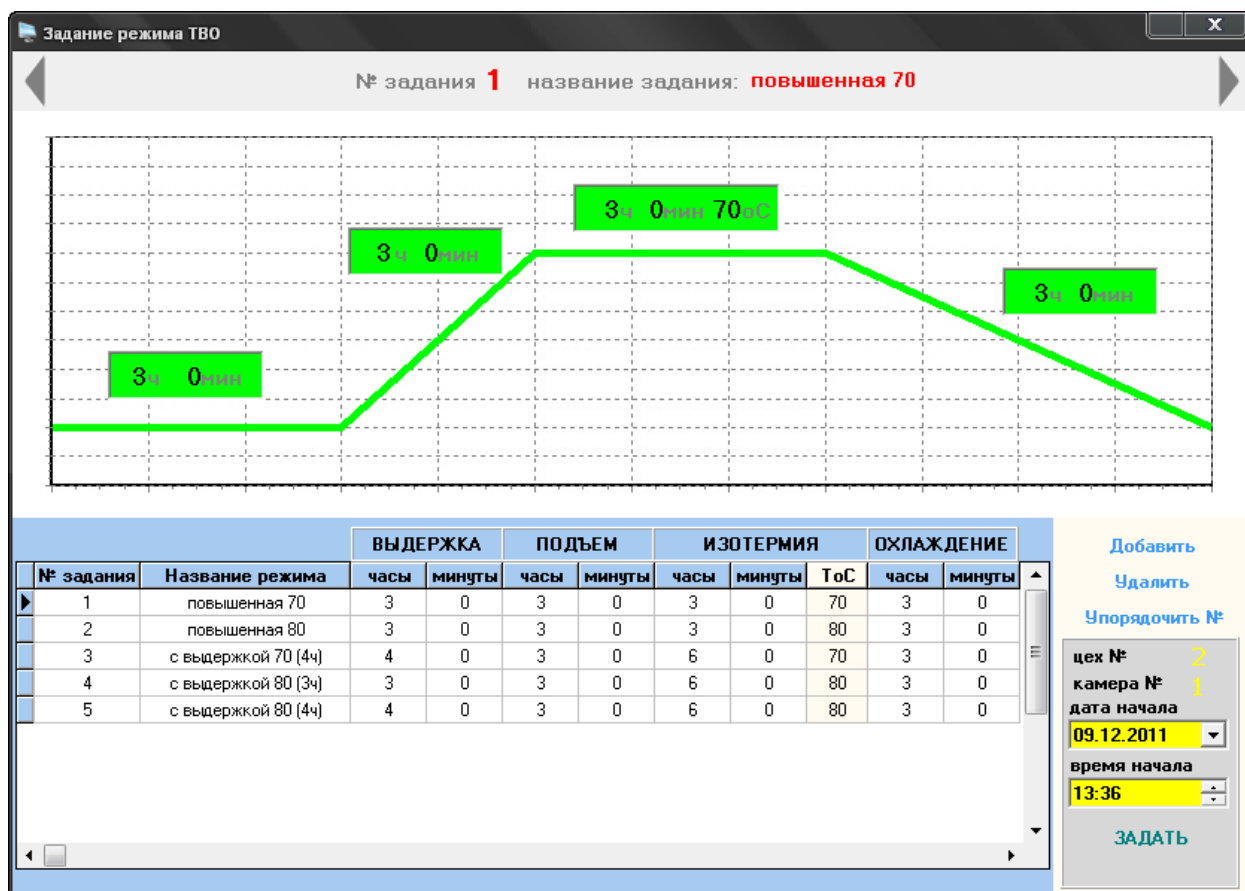 Задание режима ТВО
X
№ задания 1 название задания: повышенная 70
3ч 0мин 70оС
3ч 0мин
3ч 0мин
3ч 0мин
ВЫДЕРЖКА ПОДЪЕМ ИЗОТЕРМИЯ ОХЛАЖДЕНИЕ
№ задания Название режима часы минуты часы минуты часы минуты ТоС часы минуты
1 повышенная 70 3 0 3 0 3 0 70 3 0
2 повышенная 80 3 0 3 0 3 0 80 3 0
3 с выдержкой 70 (4ч) 4 0 3 0 6 0 70 3 0
4 с выдержкой 80 (3ч) 3 0 3 0 6 0 80 3 0
5 с выдержкой 80 (4ч) 4 0 3 0 6 0 80 3 0
Добавить
Удалить
Упорядочить №
цех № 2
камера № 1
дата начала
09.12.2011
время начала
13:36
ЗАДАТЬ